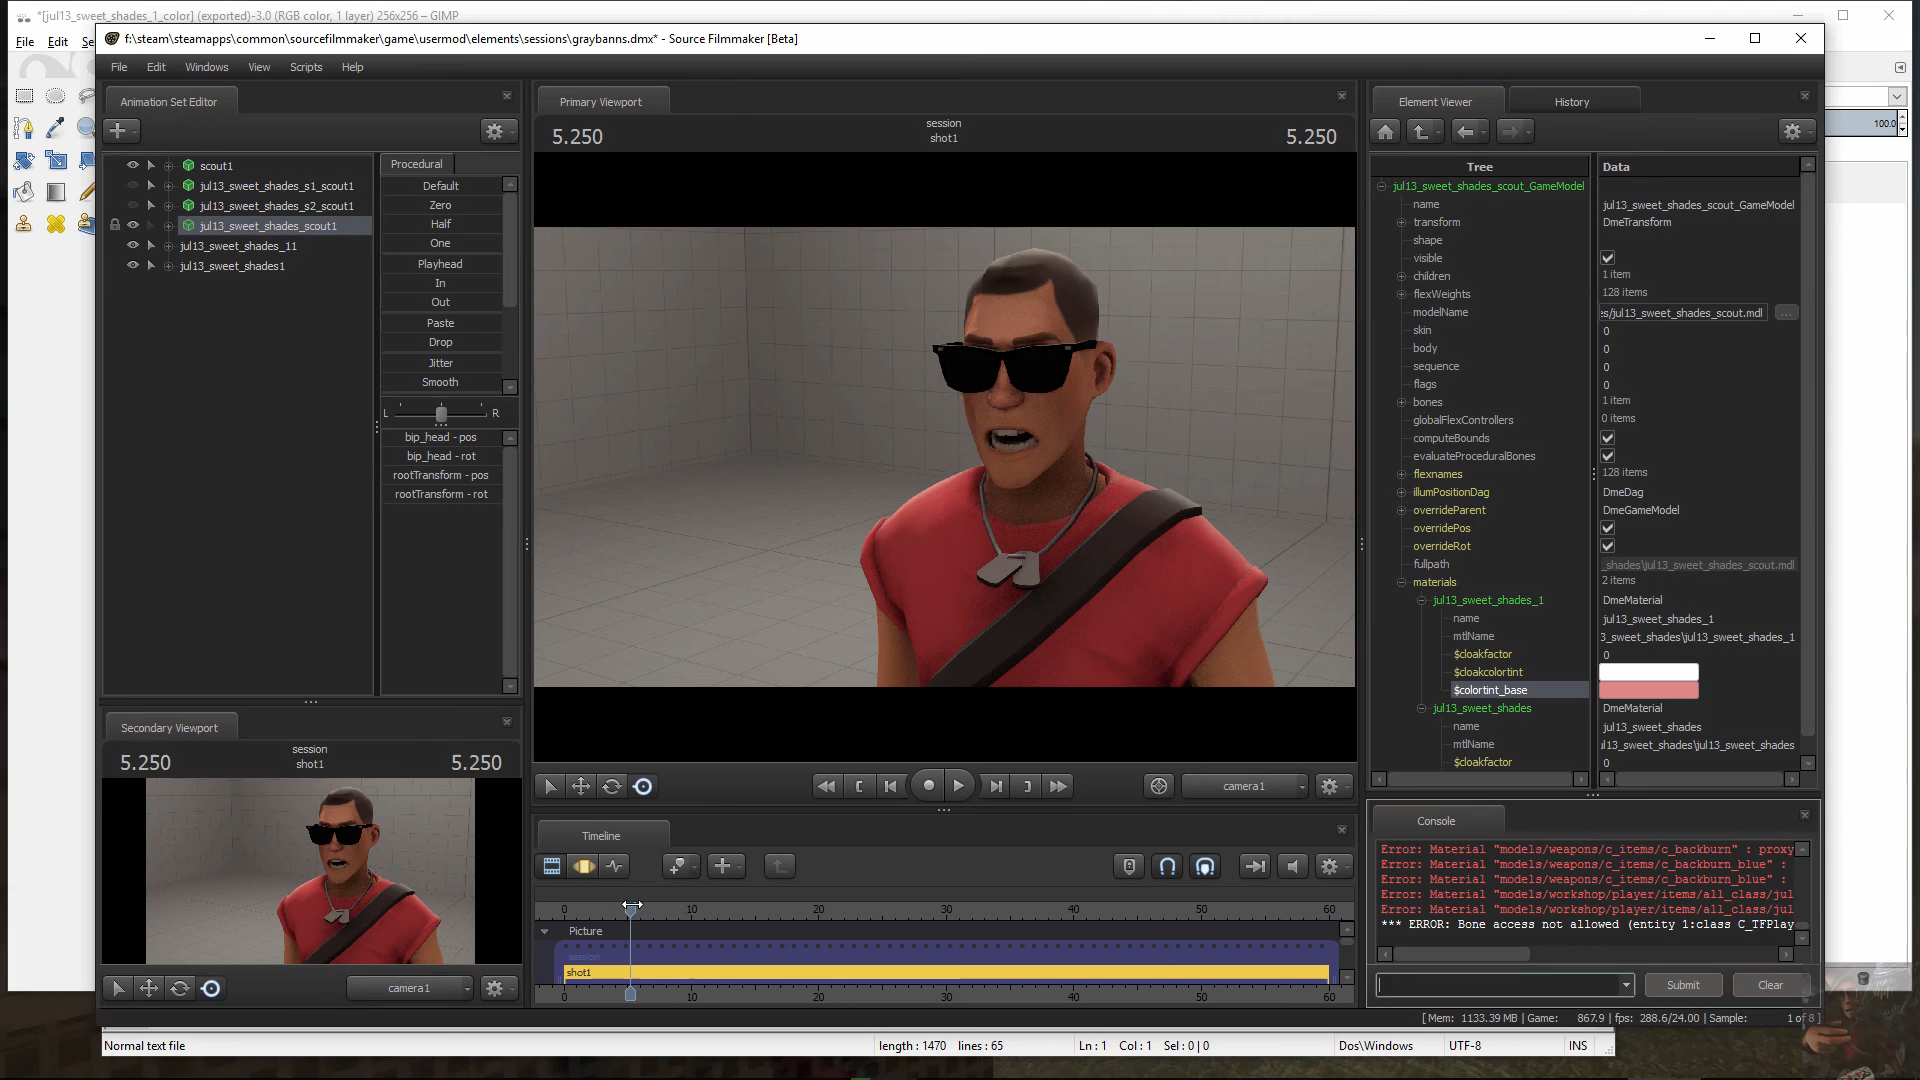 *[jul13_sweet_shades_1_color] (exported)-3.0 (RGB color, 1 layer) 256x256 – GIMP
File Edit Se
f:\steam\steamapps\common\sourcefilmmaker\game\usermod\elements\sessions\graybanns.dmx* - Source Filmmaker [Beta]
File Edit Windows View Scripts Help
Animation Set Editor
scout1
jul13_sweet_shades_s1_scout1
jul13_sweet_shades_s2_scout1
jul13_sweet_shades_scout1
jul13_sweet_shades_11
jul13_sweet_shades1
Procedural
Default
Zero
Half
One
Playhead
In
Out
Paste
Drop
Jitter
Smooth
L R
bip_head - pos
bip_head - rot
rootTransform - pos
rootTransform - rot
Secondary Viewport
session
5.250 shot1 5.250
camera1
Primary Viewport
session
5.250 shot1 5.250
camera1
Timeline
0 10 20 30 40 50 60
Picture
session
shot1
0 10 20 30 40 50 60
Element Viewer History
100.0
Tree Data
jul13_sweet_shades_scout_GameModel
name jul13_sweet_shades_scout_GameModel
transform DmeTransform
shape
visible
children 1 item
flexWeights 128 items
modelName es/jul13_sweet_shades_scout.mdl ...
skin 0
body 0
sequence 0
flags 0
bones 1 item
globalFlexControllers 0 items
computeBounds
evaluateProceduralBones
flexnames 128 items
illumPositionDag DmeDag
overrideParent DmeGameModel
overridePos
overrideRot
fullpath _shades\jul13_sweet_shades_scout.mdl
materials 2 items
jul13_sweet_shades_1 DmeMaterial
name jul13_sweet_shades_1
mtlName 3_sweet_shades\jul13_sweet_shades_1
$cloakfactor 0
$cloakcolortint
$colortint_base
jul13_sweet_shades DmeMaterial
name jul13_sweet_shades
mtlName l13_sweet_shades\jul13_sweet_shades
$cloakfactor 0
Console
Error: Material "models/weapons/c_items/c_backburn" : proxy
Error: Material "models/weapons/c_items/c_backburn_blue" :
Error: Material "models/weapons/c_items/c_backburn_blue" :
Error: Material "models/workshop/player/items/all_class/jul
Error: Material "models/workshop/player/items/all_class/jul
*** ERROR: Bone access not allowed (entity 1:class C_TFPlay
Submit Clear
[ Mem: 1133.39 MB | Game: 867.9 | fps: 288.6/24.00 | Sample: 1 of 8 ]
Normal text file length : 1470 lines : 65 Ln : 1 Col : 1 Sel : 0 | 0 Dos\Windows UTF-8 INS